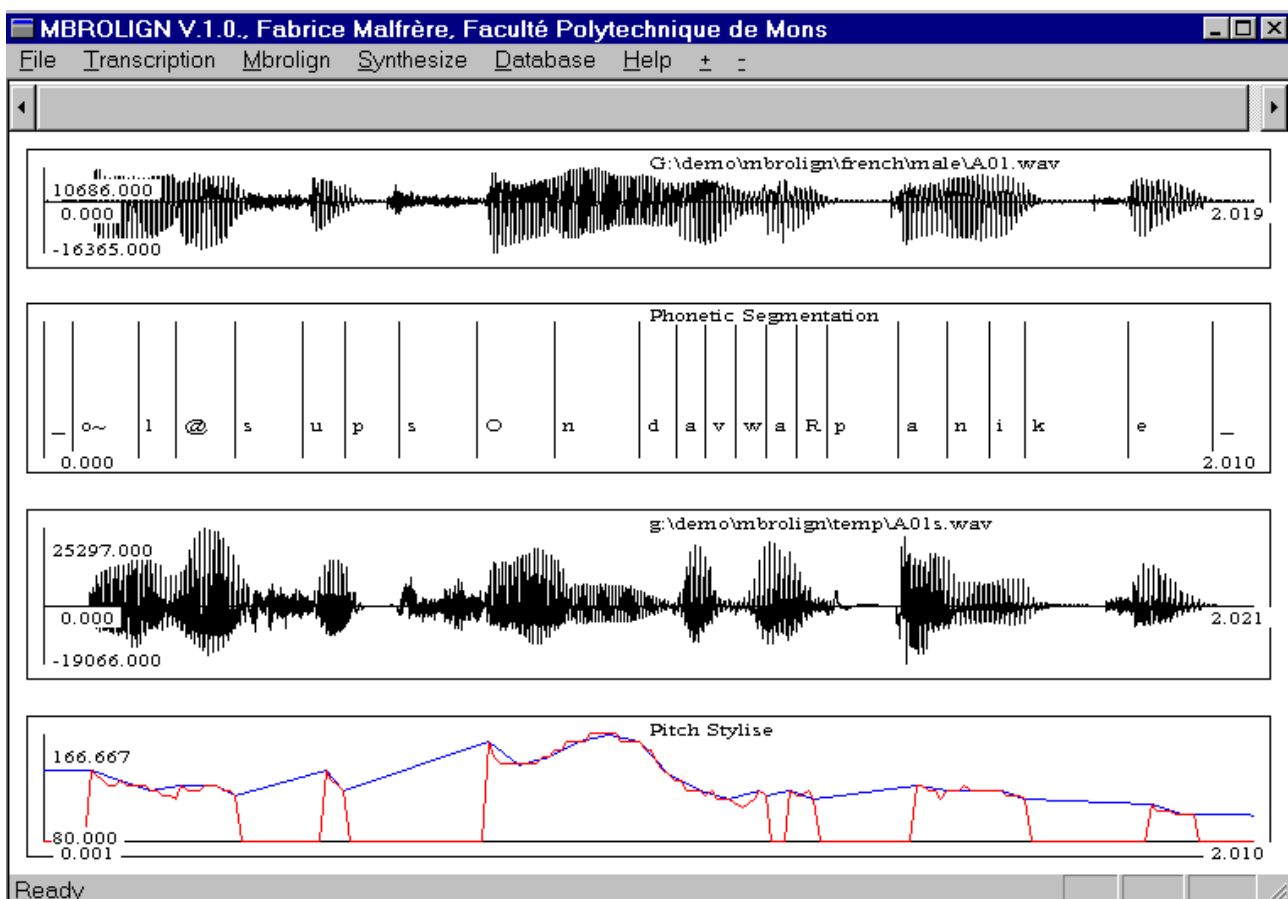 MBROLIGN V.1.0., Fabrice Malfrère, Faculté Polytechnique de Mons
File Transcription Mbrolign Synthesize Database Help + -
G:\demo\mbrolign\french\male\A01.wav
10686.000
0.000
2.019
-16365.000
Phonetic Segmentation
_ o~ l @ s u p s O n d a v w a R p a n i k e _
0.000 2.010
g:\demo\mbrolign\temp\A01s.wav
25297.000
0.000
2.021
-19066.000
Pitch Stylise
166.667
80.000
0.001 2.010
Ready